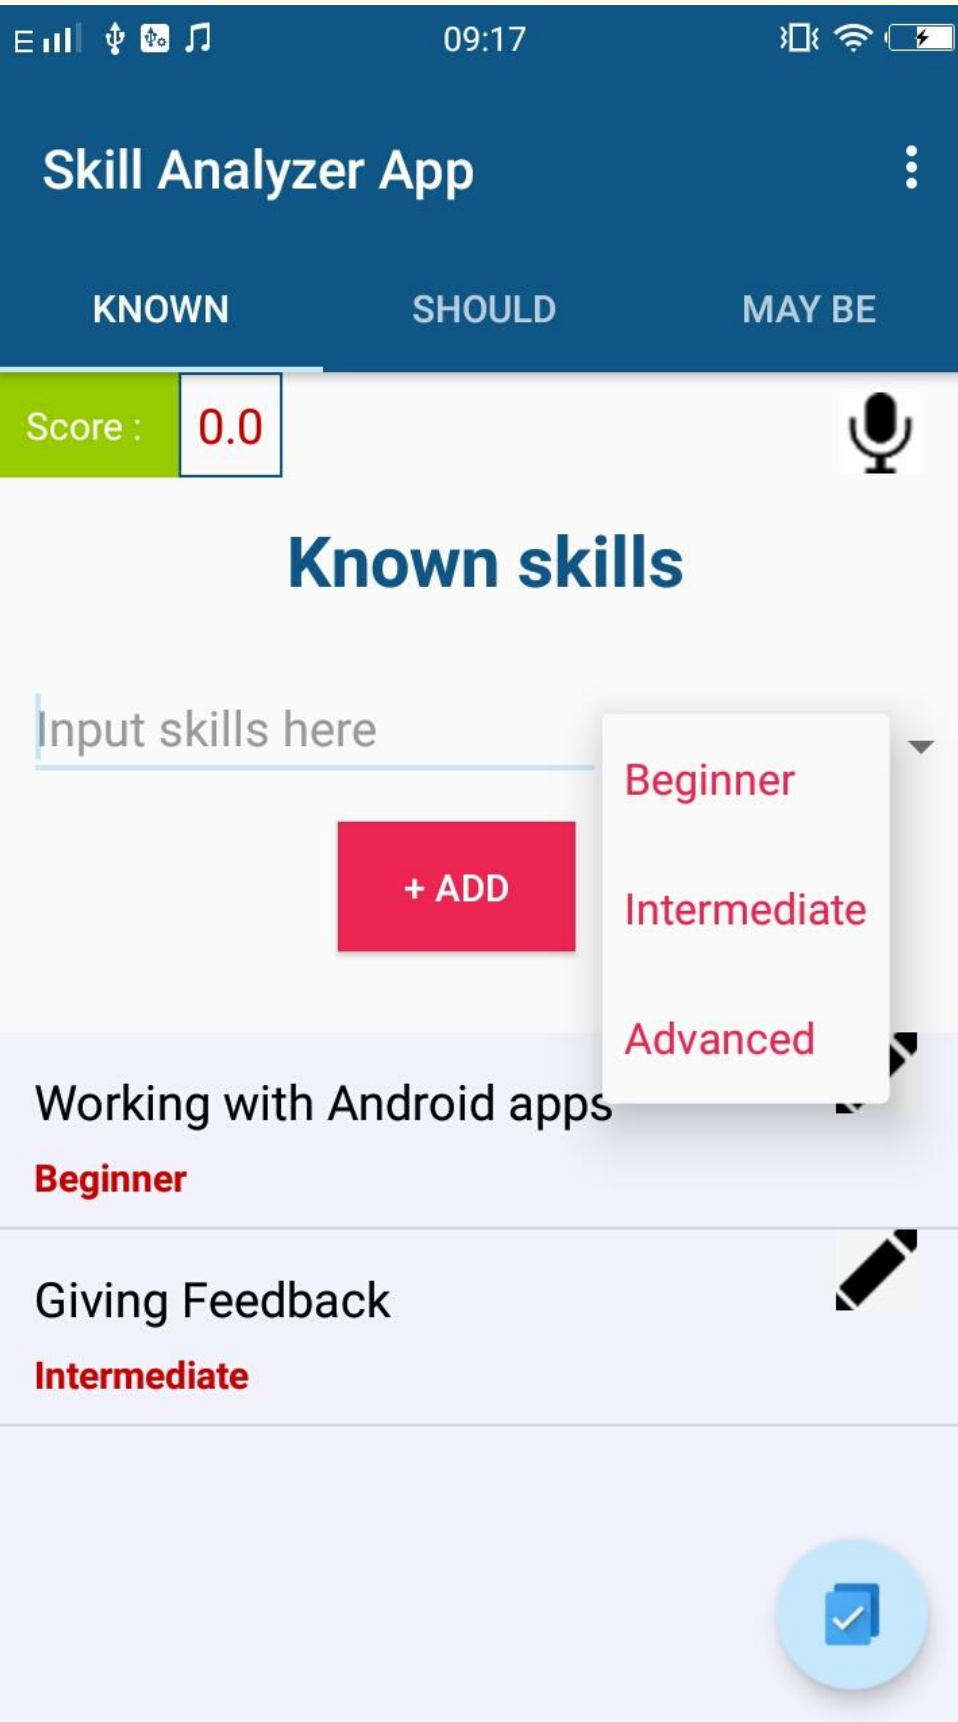 E 09:17
Skill Analyzer App
KNOWN SHOULD MAY BE
Score : 0.0
Known skills
Input skills here
Beginner
+ ADD
Intermediate
Advanced
Working with Android apps
Beginner
Giving Feedback
Intermediate